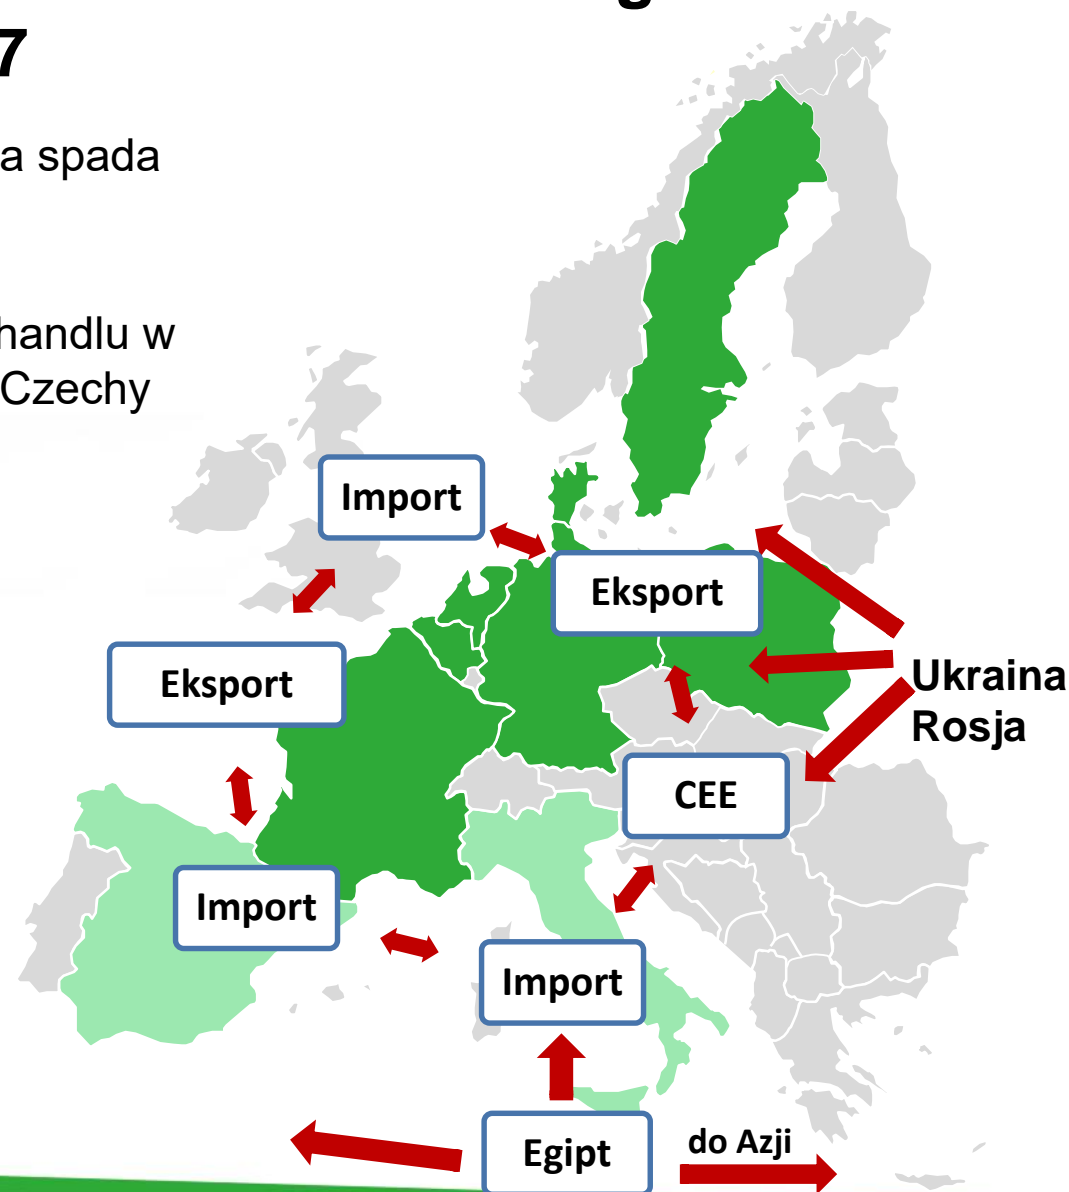 7
a spada
handlu w
Czechy
Import
Eksport
Ukraina
Rosja
Eksport
CEE
Import
Import
Egipt
do Azji